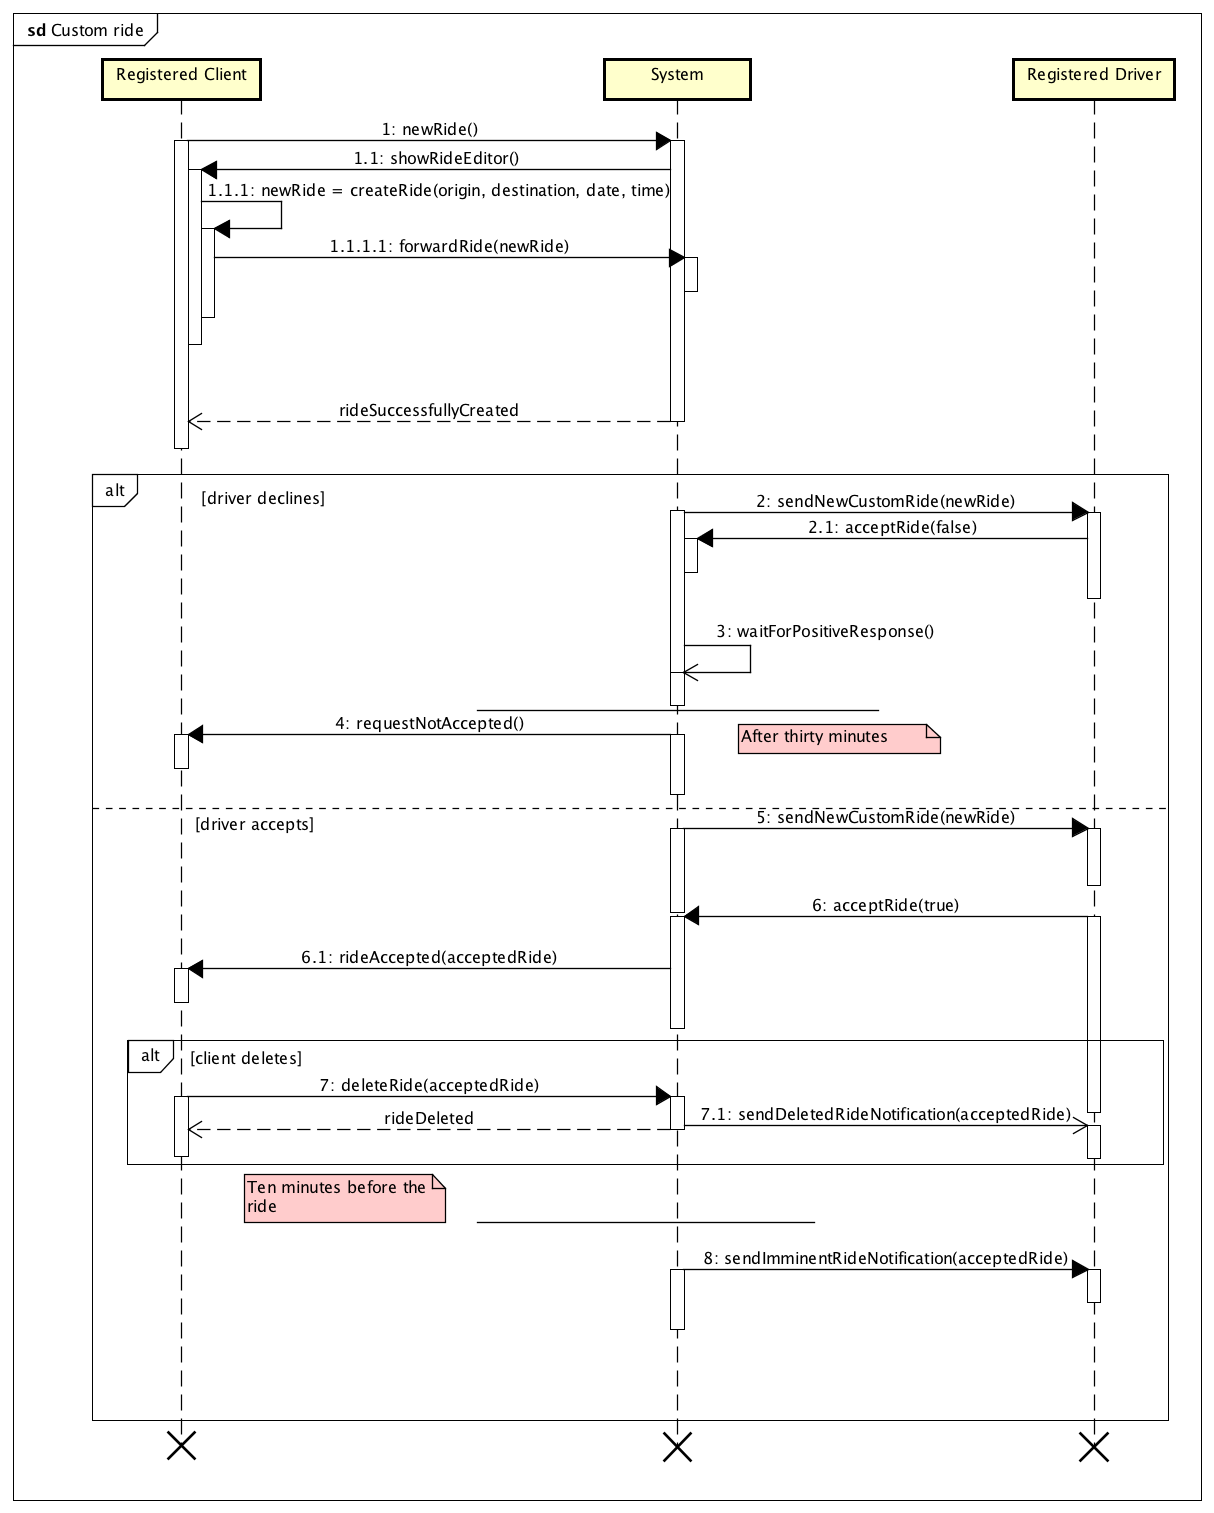 sd Custom ride
Registered Client
System
Registered Driver
1: newRide()
1.1: showRideEditor()
1.1.1: newRide = createRide(origin, destination, date, time)
1.1.1.1: forwardRide(newRide)
rideSuccessfullyCreated
alt
[driver declines]
2: sendNewCustomRide(newRide)
2.1: acceptRide(false)
3: waitForPositiveResponse()
4: requestNotAccepted()
After thirty minutes
[driver accepts]
5: sendNewCustomRide(newRide)
6: acceptRide(true)
6.1: rideAccepted(acceptedRide)
alt
[client deletes]
7: deleteRide(acceptedRide)
rideDeleted
7.1: sendDeletedRideNotification(acceptedRide)
Ten minutes before the
ride
8: sendImminentRideNotification(acceptedRide)